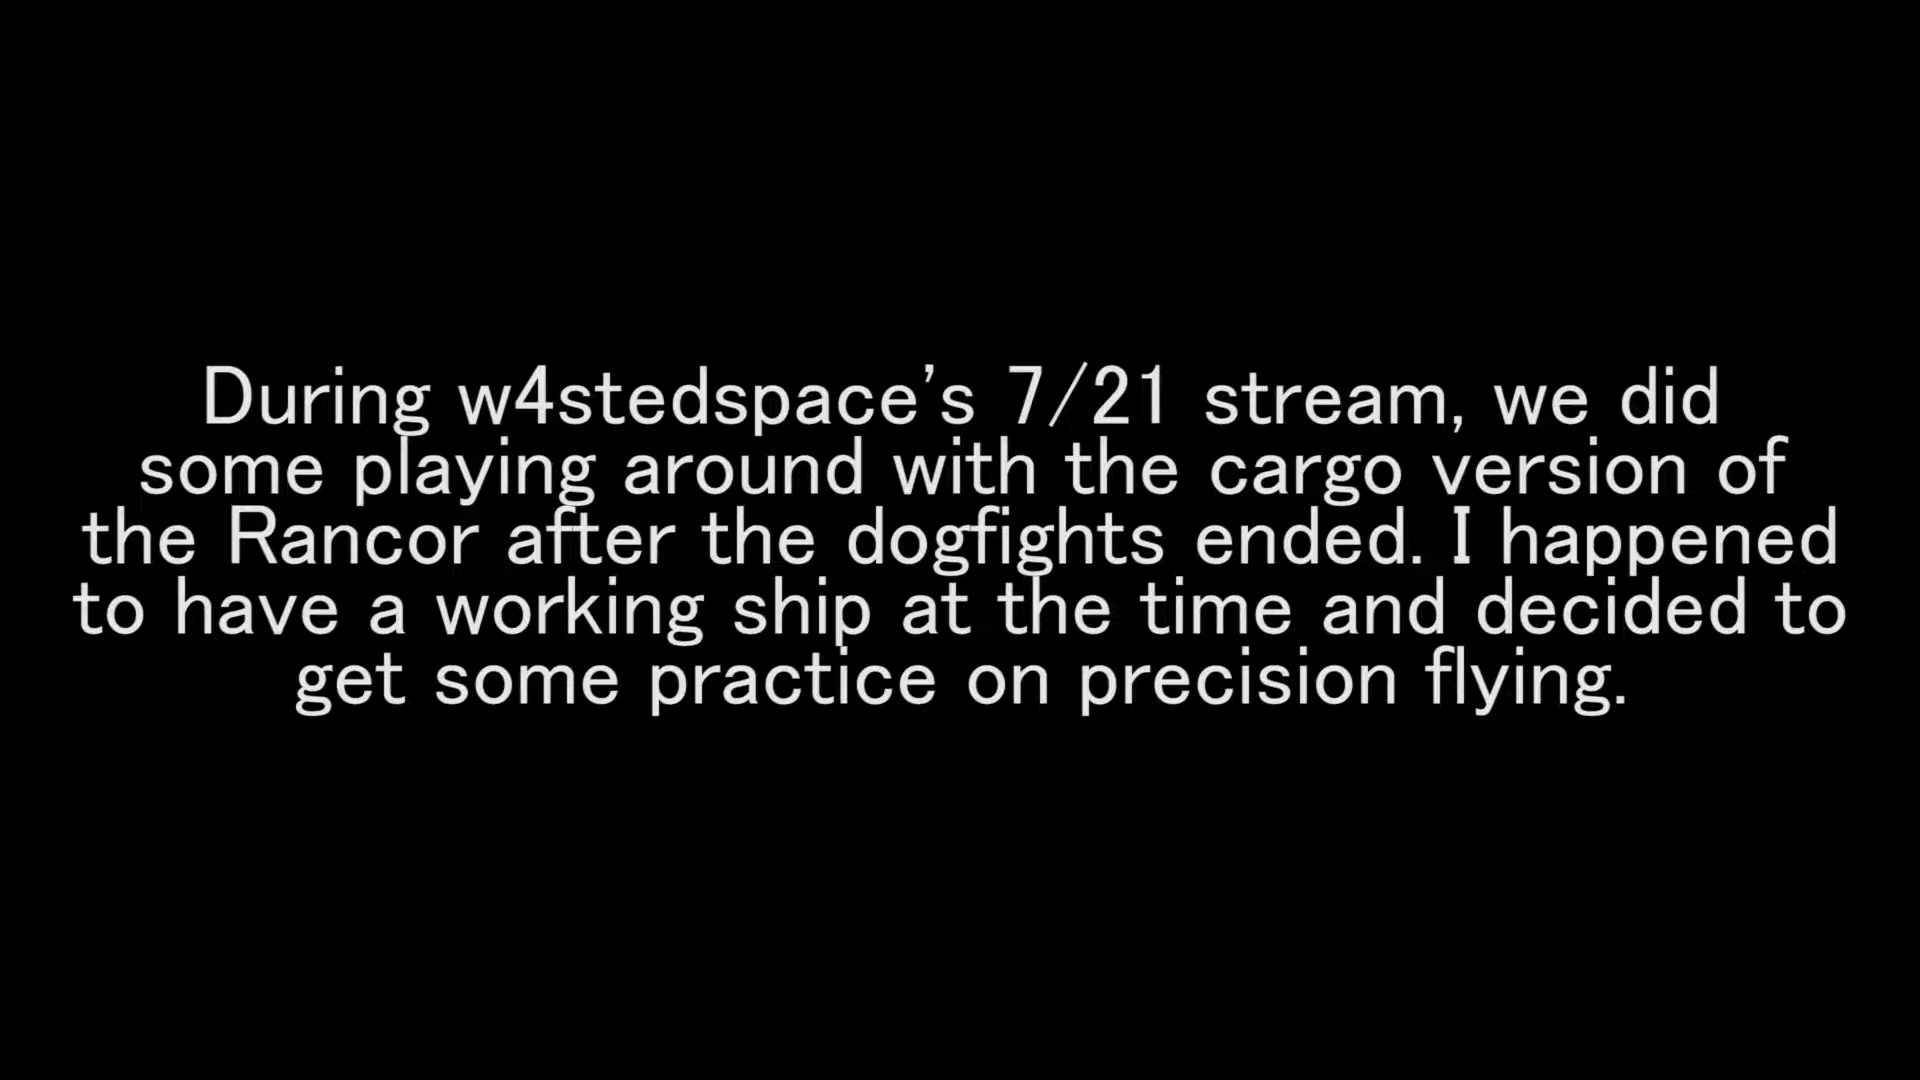 During w4stedspace's 7/21 stream, we did
some playing around with the cargo version of
the Rancor after the dogfights ended. I happened
to have a working ship at the time and decided to
get some practice on precision flying.